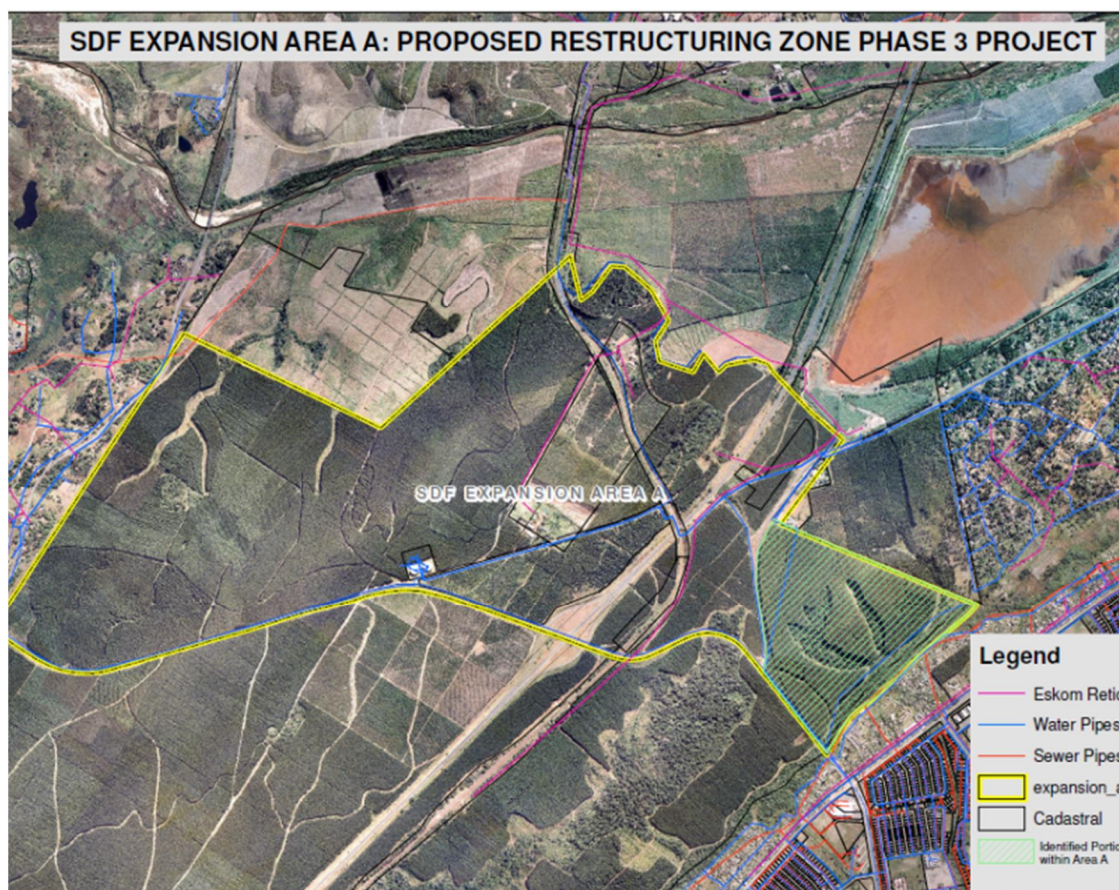 SDF EXPANSION AREA A: PROPOSED RESTRUCTURING ZONE PHASE 3 PROJECT
SDF EXPANSION AREA A
Legend
Eskom Retic
Water Pipes
Sewer Pipes
expansion_a
Cadastral
Identified Portio
within Area A